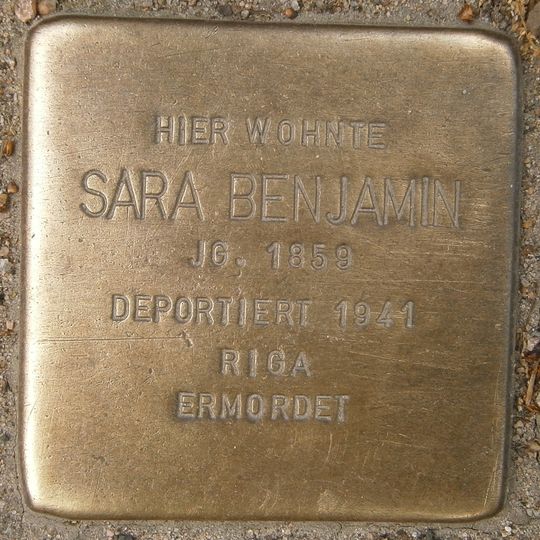 HIER WOHNTE
SARA BENJAMIN
JG. 1859
DEPORTIERT 1941
RIGA
ERMORDET